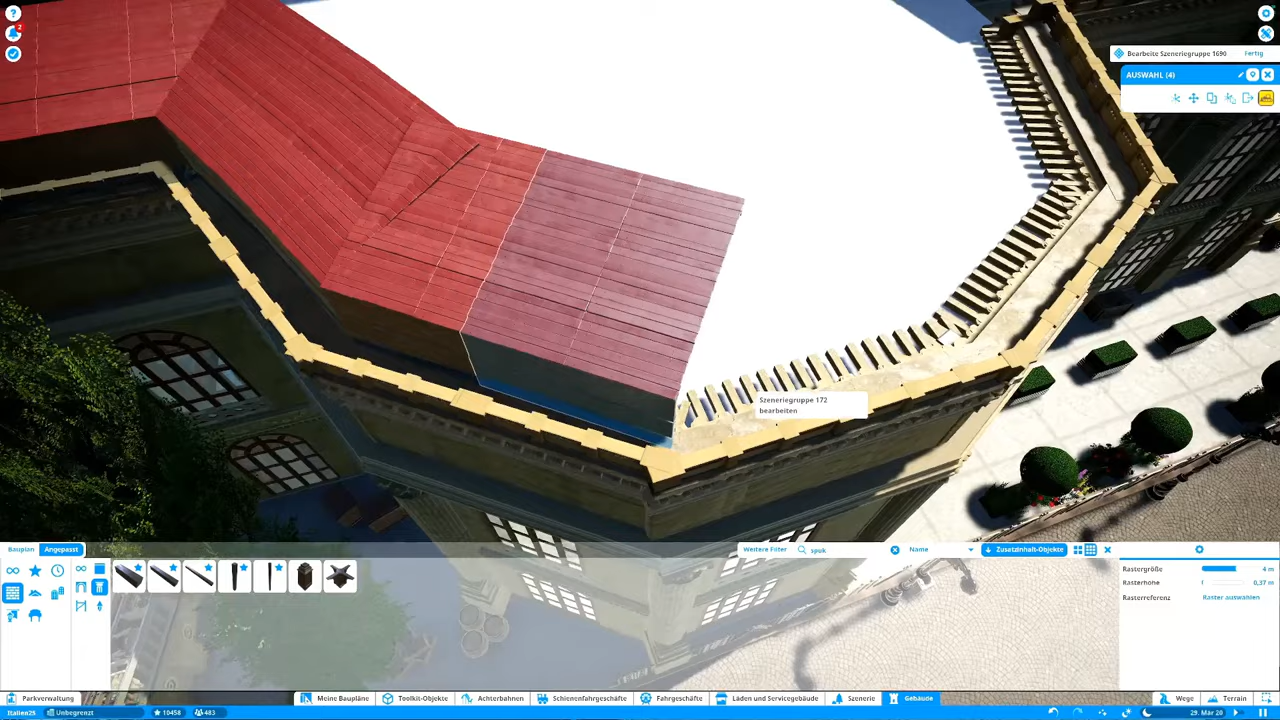 ?
2
Bearbeite Szeneriegruppe 1690
Fertig
AUSWAHL (4)
Szeneriegruppe 172
bearbeiten
Bauplan
Angepasst
Weitere Filter
spuk
Name
Zusatzinhalt-Objekte
Rastergröße
4 m
Rasterhöhe
0,37 m
Rasterreferenz
Raster auswählen
Parkverwaltung
Meine Baupläne
Toolkit-Objekte
Achterbahnen
Schienenfahrgeschäfte
Fahrgeschäfte
Läden und Servicegebäude
Szenerie
Gebäude
Wege
Terrain
Italien25
Unbegrenzt
10458
483
29. Mär 20